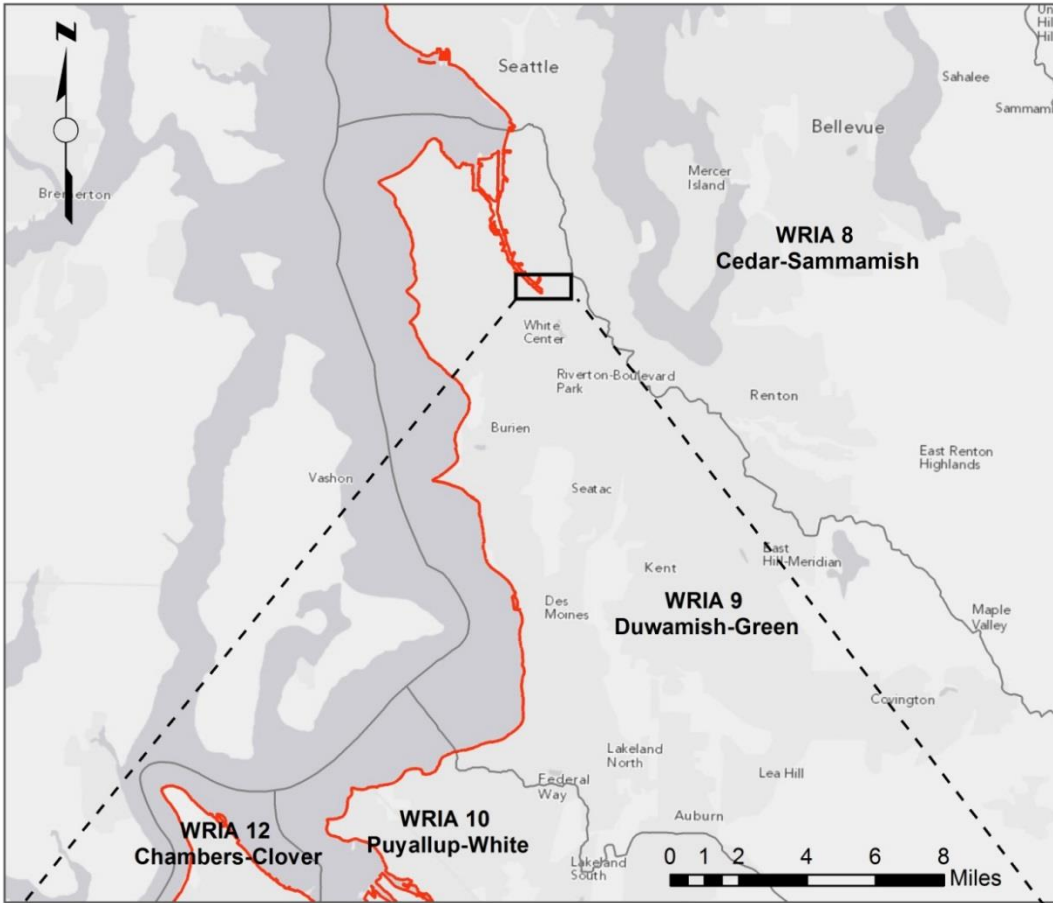 Un
Hil
Hil
N
Seattle
Sahalee
Sammam
Bellevue
Mercer
Island
Bremerton
WRIA 8
Cedar-Sammamish
White
Center
Riverton-Boulevard
Park
Renton
Burien
East Renton
Highlands
Vashon
Seatac
East
Hill-Meridian
Kent
Des
Moines
WRIA 9
Duwamish-Green
Maple
Valley
Covington
Lakeland
North
Lea Hill
Federal
Way
WRIA 12
Chambers-Clover
WRIA 10
Puyallup-White
Auburn
Lakeland
South
0 1 2 4 6 8
Miles